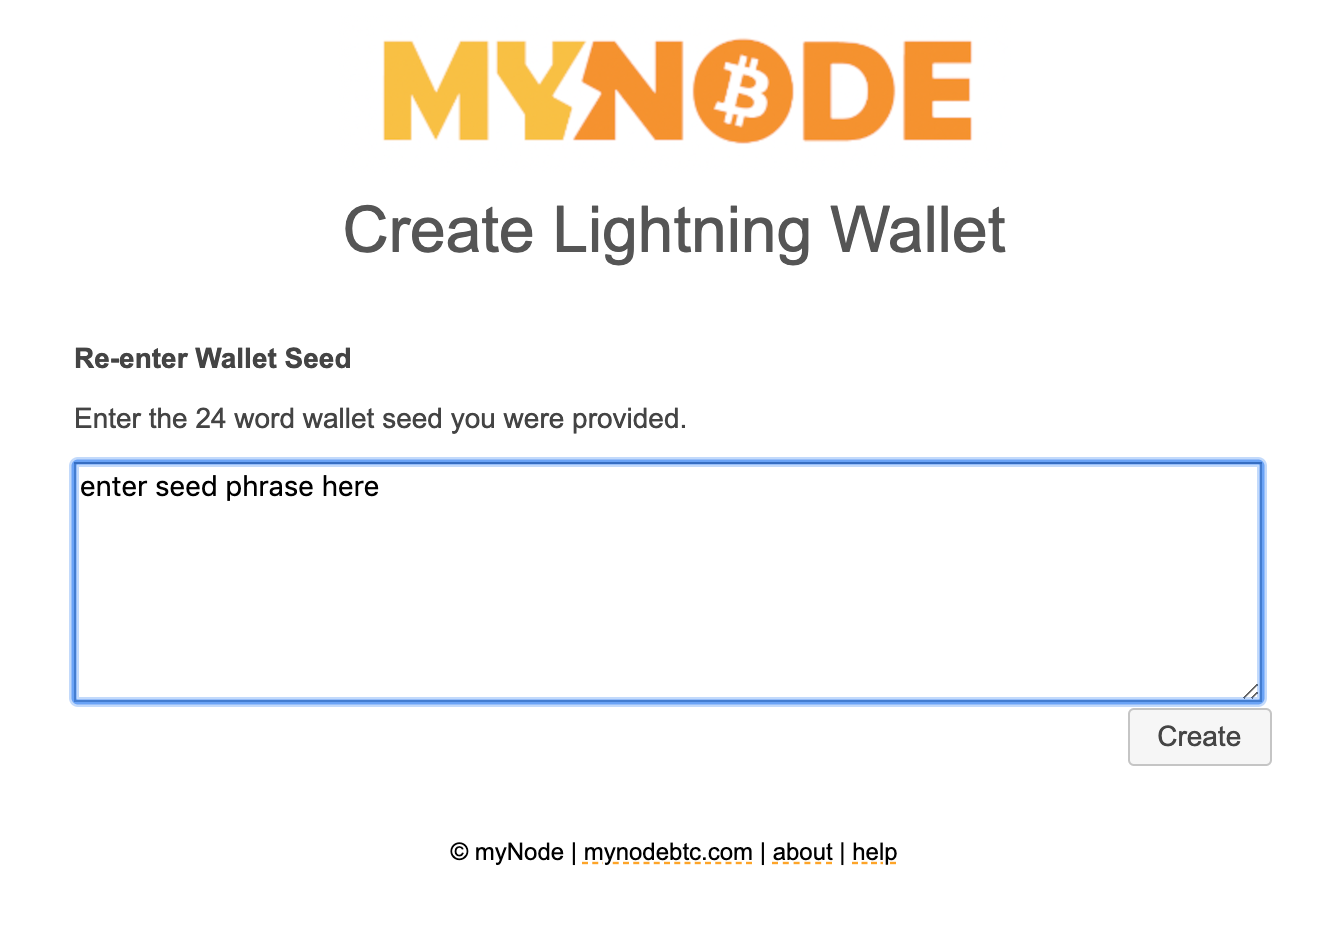 MYNODE
Create Lightning Wallet
Re-enter Wallet Seed
Enter the 24 word wallet seed you were provided.
enter seed phrase here
Create
© myNode | mynodebtc.com | about | help